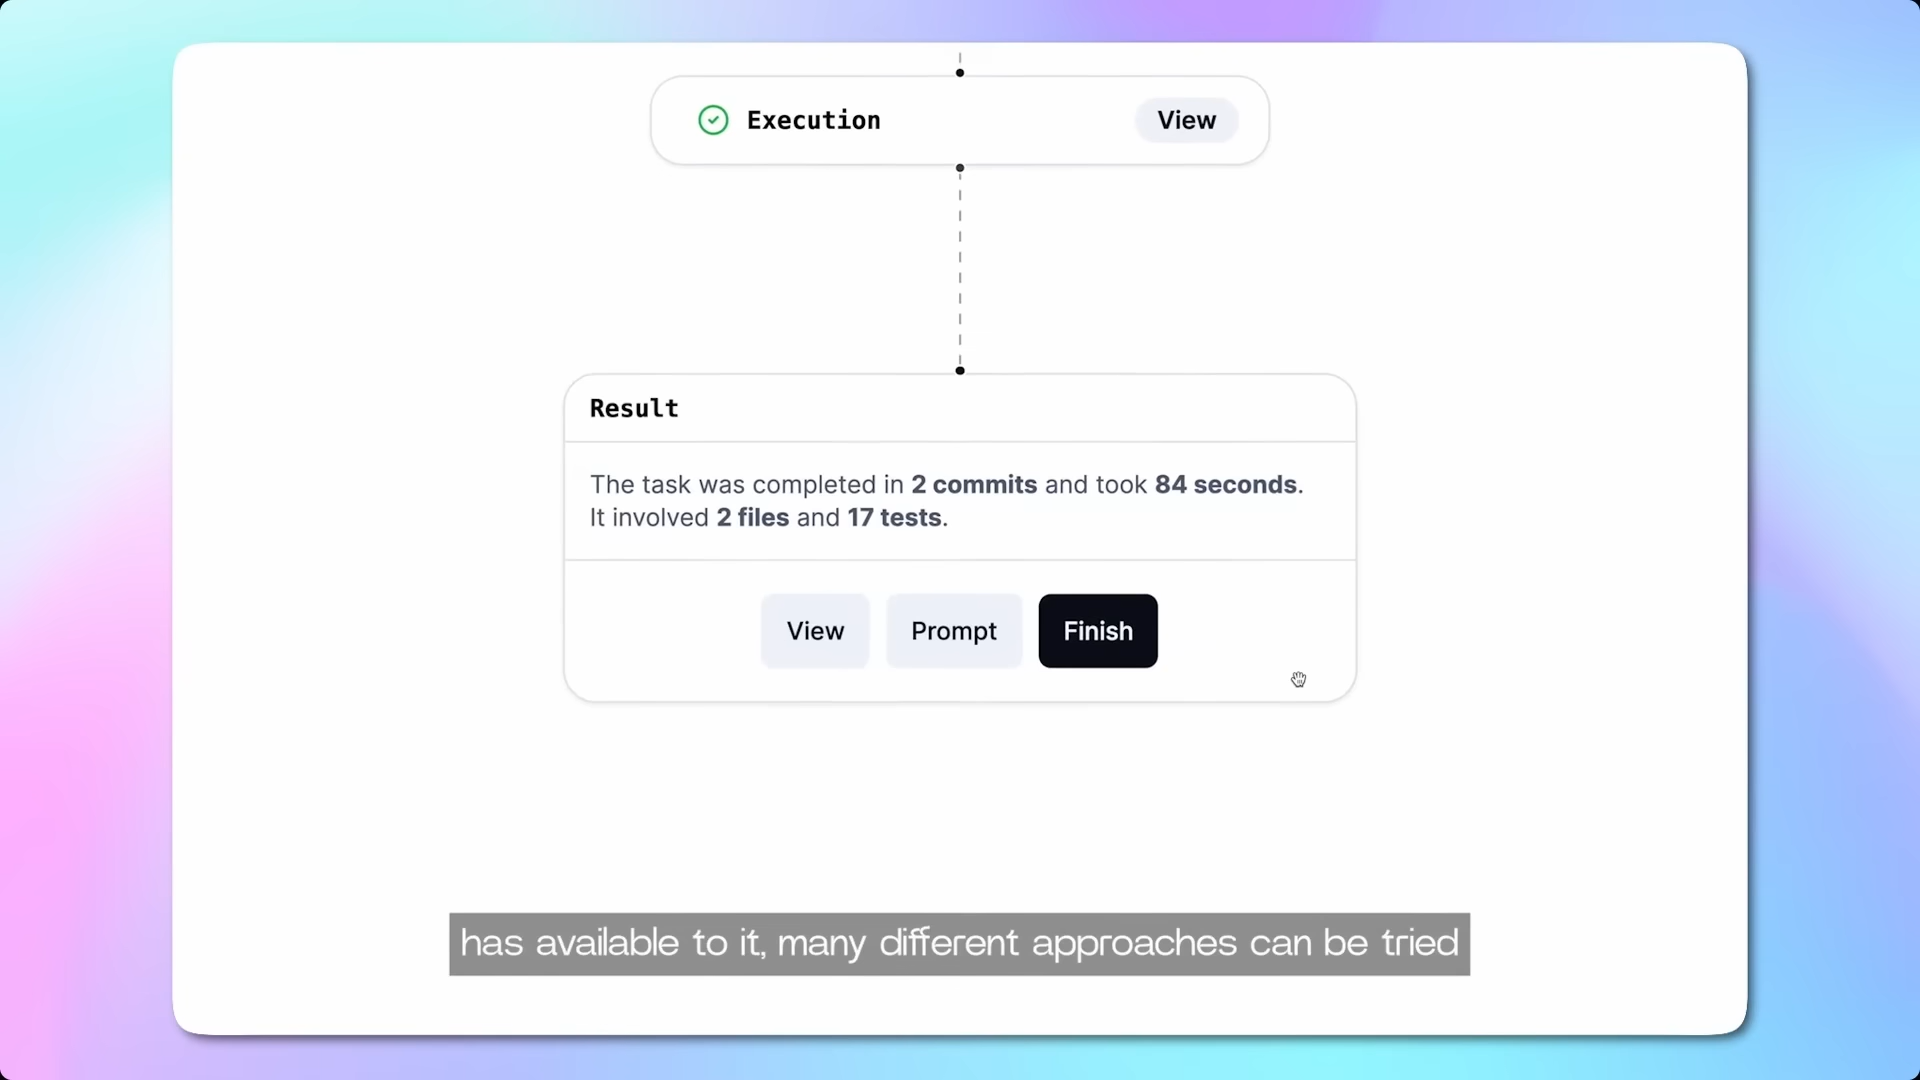 Execution
View
Result
The task was completed in 2 commits and took 84 seconds.
It involved 2 files and 17 tests.
View
Prompt
Finish
has available to it, many different approaches can be tried